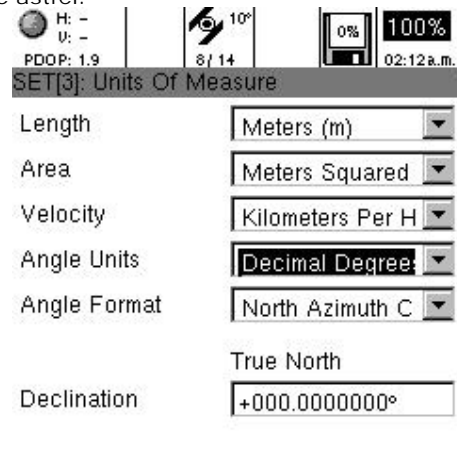 H: -
V: -
PDOP: 1.9
10°
8/ 14
0%
100%
02:12a.m.
SET[3]: Units Of Measure
Length Meters (m)
Area Meters Squared
Velocity Kilometers Per H
Angle Units Decimal Degree
Angle Format North Azimuth C
True North
Declination +000.0000000°